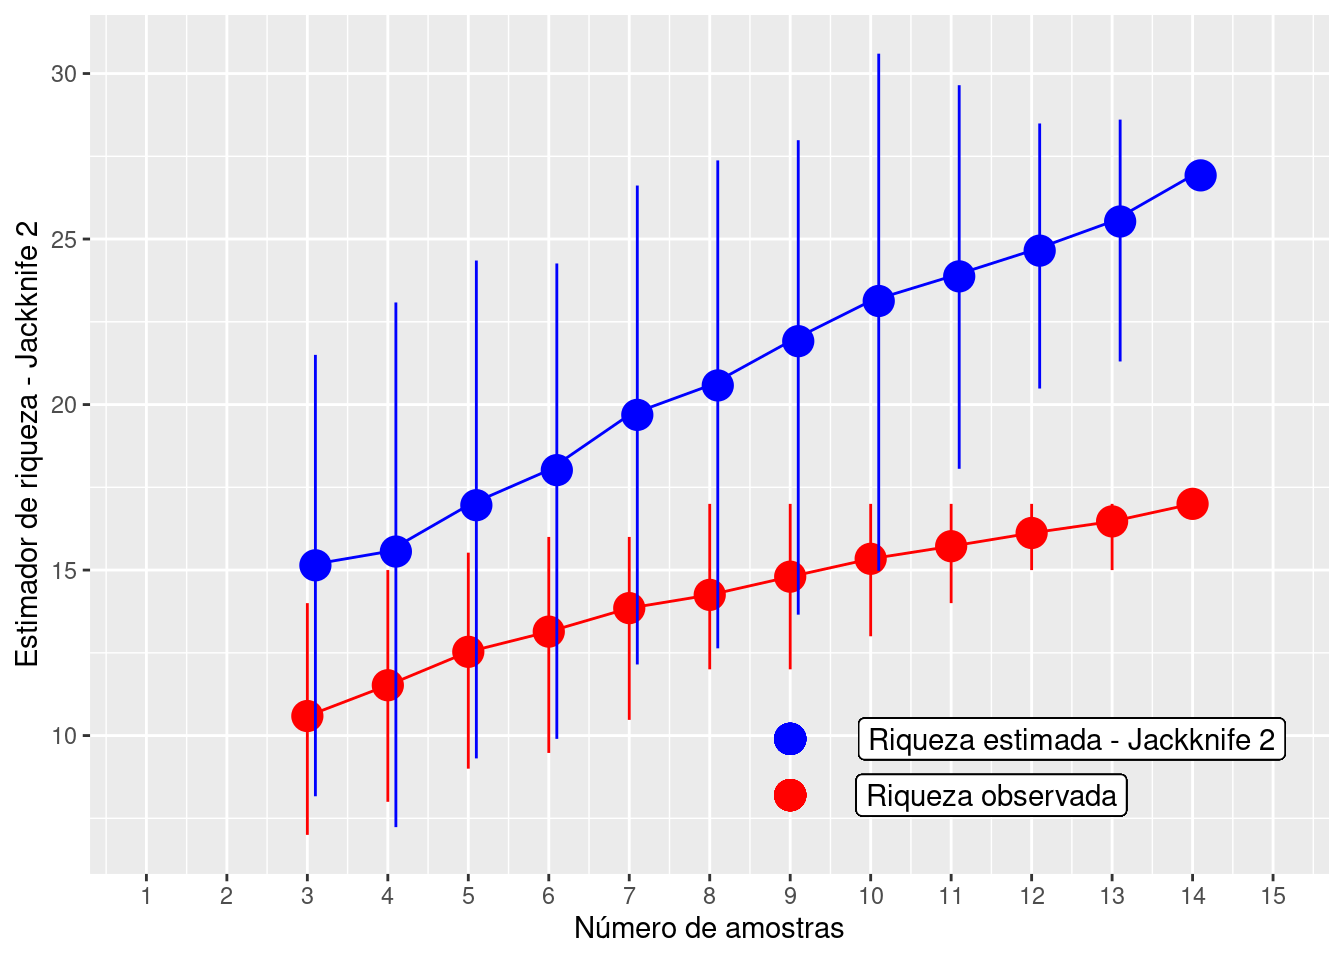 Estimador de riqueza - Jackknife 2
30
25
20
15
10
Riqueza estimada - Jackknife 2
Riqueza observada
1 2 3 4 5 6 7 8 9 10 11 12 13 14 15
Número de amostras